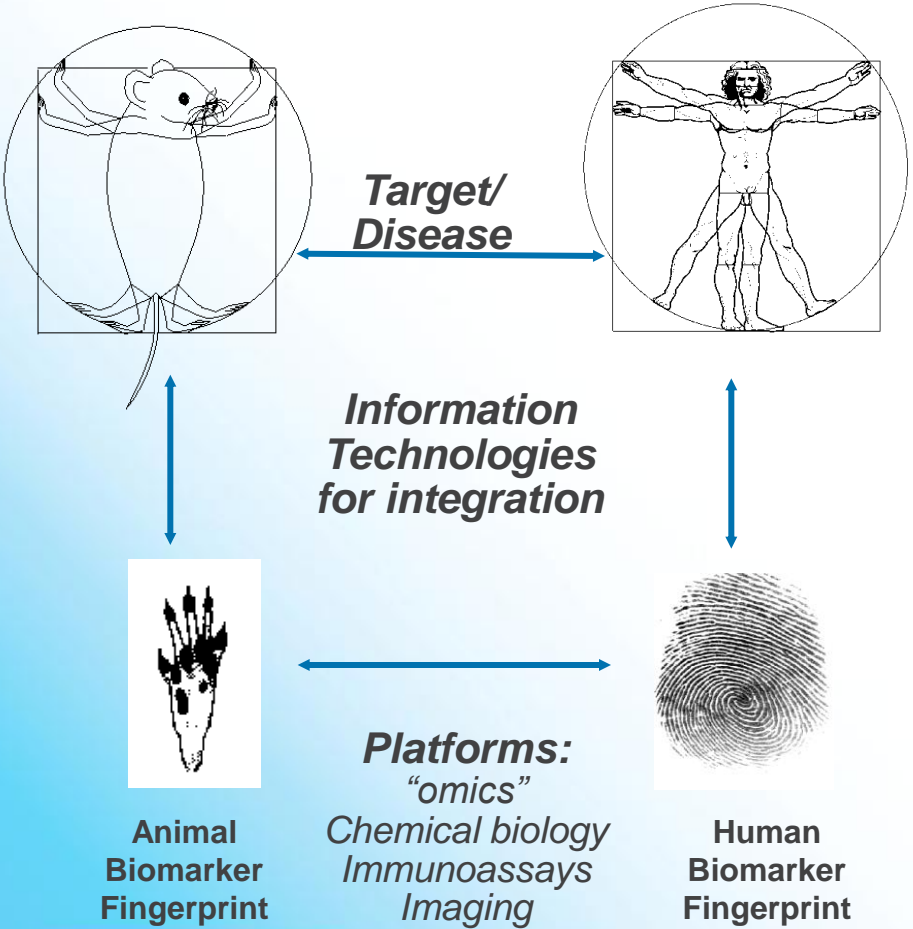 Target/
Disease
Information
Technologies
for integration
Platforms:
“omics”
Chemical biology
Immunoassays
Imaging
Animal
Biomarker
Fingerprint
Human
Biomarker
Fingerprint